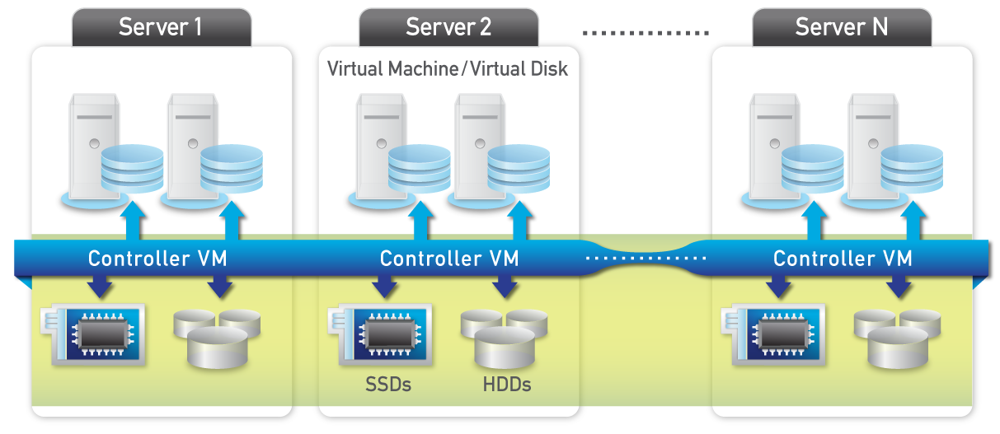 Server 1
Server 2
Server N
Virtual Machine/Virtual Disk
Controller VM
Controller VM
Controller VM
SSDs
HDDs